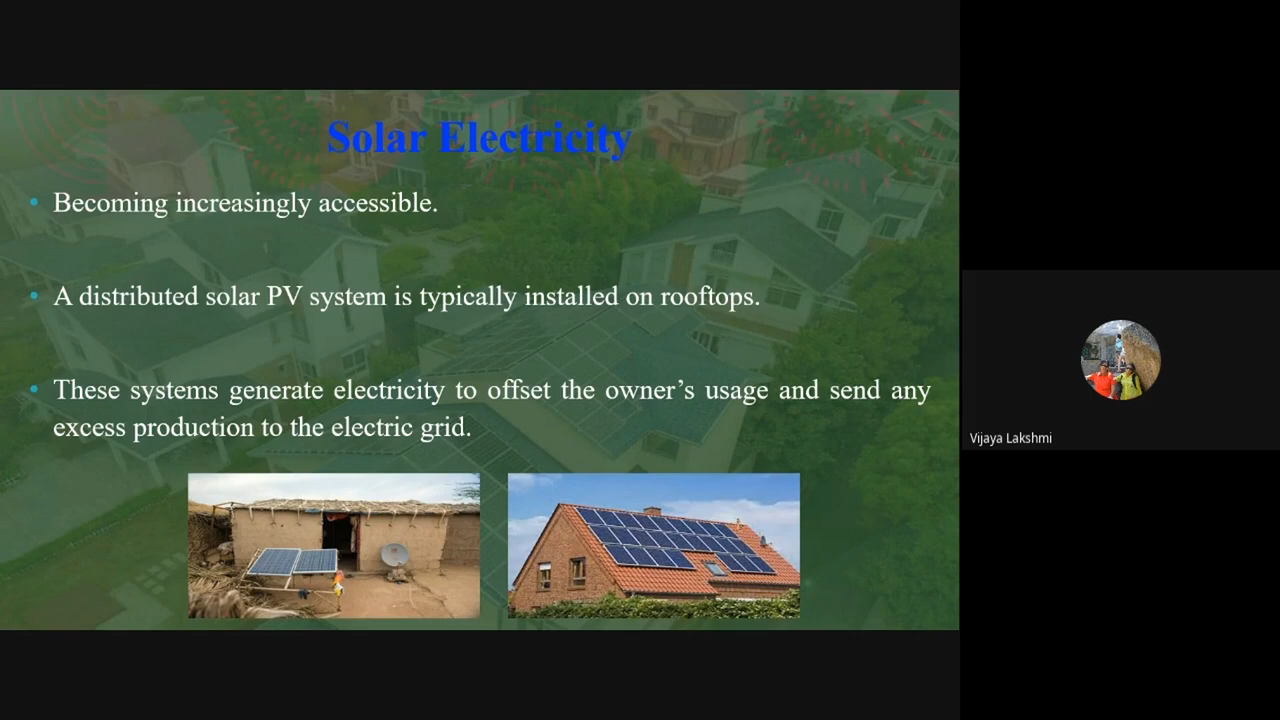 Solar Electricity
• Becoming increasingly accessible.
• A distributed solar PV system is typically installed on rooftops.
• These systems generate electricity to offset the owner’s usage and send any
excess production to the electric grid.
Vijaya Lakshmi